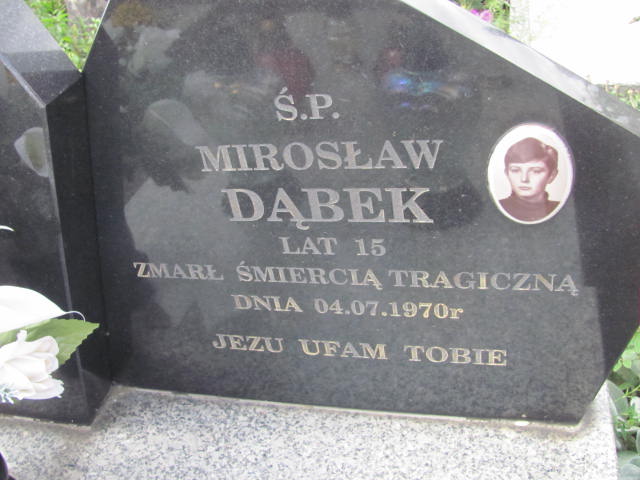 Ś.P.
MIROSŁAW
DĄBEK
LAT 15
ZMARŁ ŚMIERCIĄ TRAGICZNĄ
DNIA 04.07.1970r
JEZU UFAM TOBIE